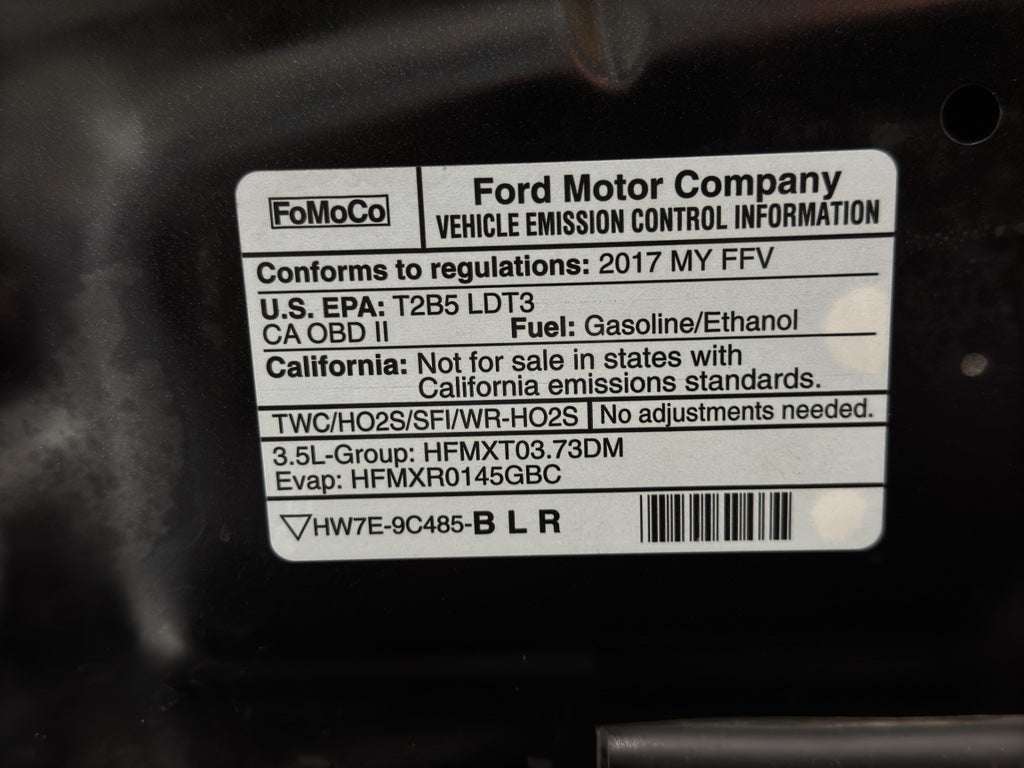 FoMoCo
Ford Motor Company
VEHICLE EMISSION CONTROL INFORMATION
Conforms to regulations: 2017 MY FFV
U.S. EPA: T2B5 LDT3
CA OBD II Fuel: Gasoline/Ethanol
California: Not for sale in states with
California emissions standards.
TWC/HO2S/SFI/WR-HO2S No adjustments needed.
3.5L-Group: HFMXT03.73DM
Evap: HFMXR0145GBC
HW7E-9C485-B L R